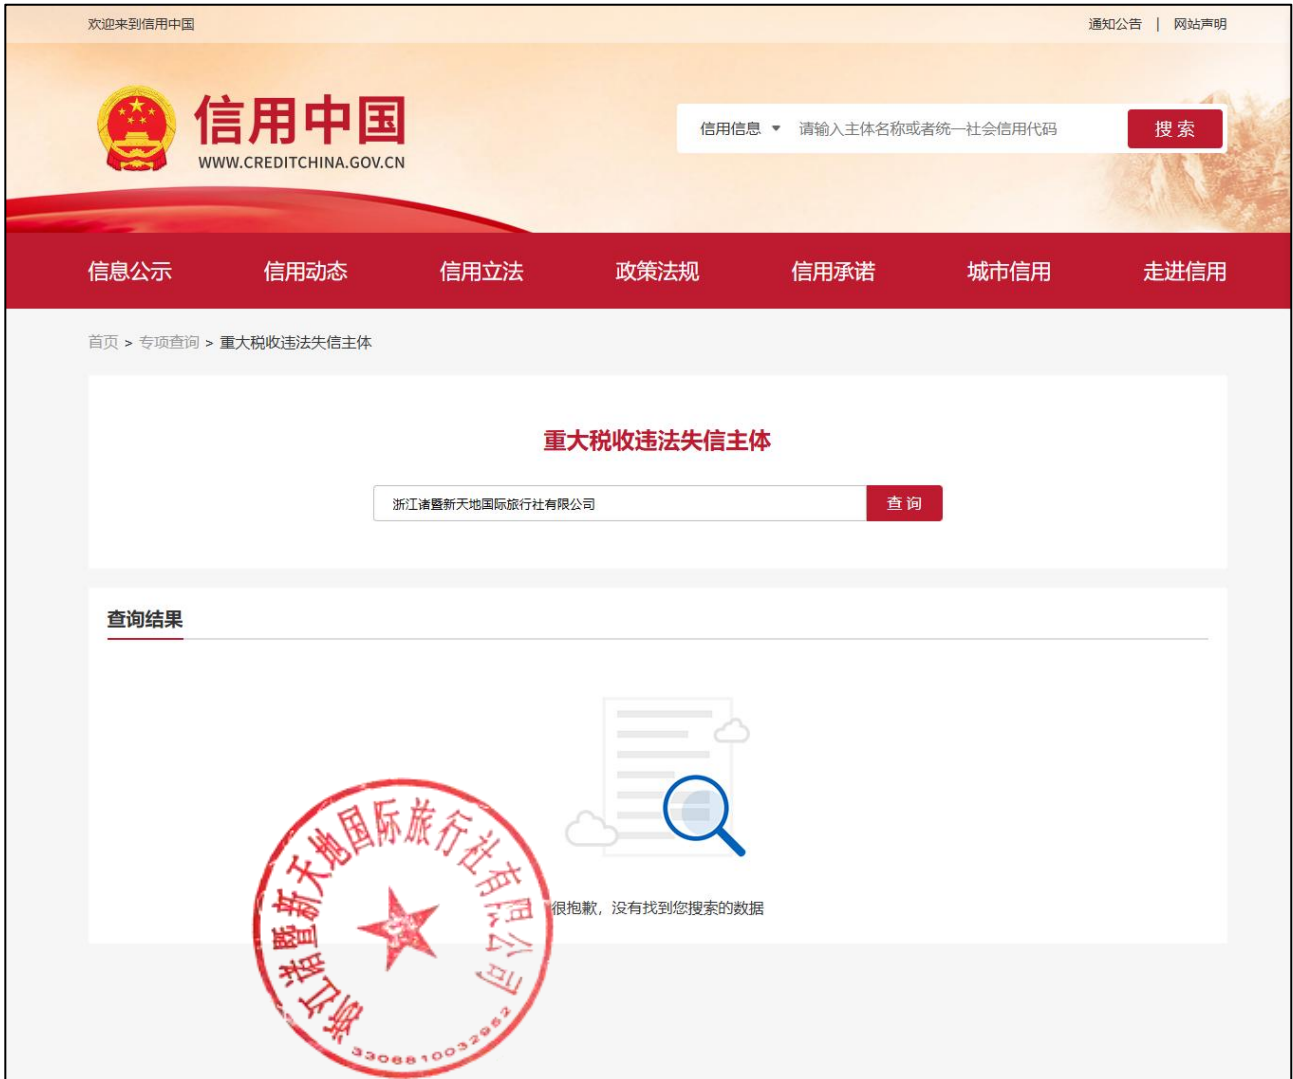 欢迎来到信用中国
通知公告 | 网站声明
信用中国
WWW.CREDITCHINA.GOV.CN
信用信息 请输入主体名称或者统一社会信用代码 搜索
信息公示 信用动态 信用立法 政策法规 信用承诺 城市信用 走进信用
首页 > 专项查询 > 重大税收违法失信主体
重大税收违法失信主体
浙江诸暨新天地国际旅行社有限公司 查询
查询结果
很抱歉，没有找到您搜索的数据
浙江诸暨新天地国际旅行社有限公司
3306810032952